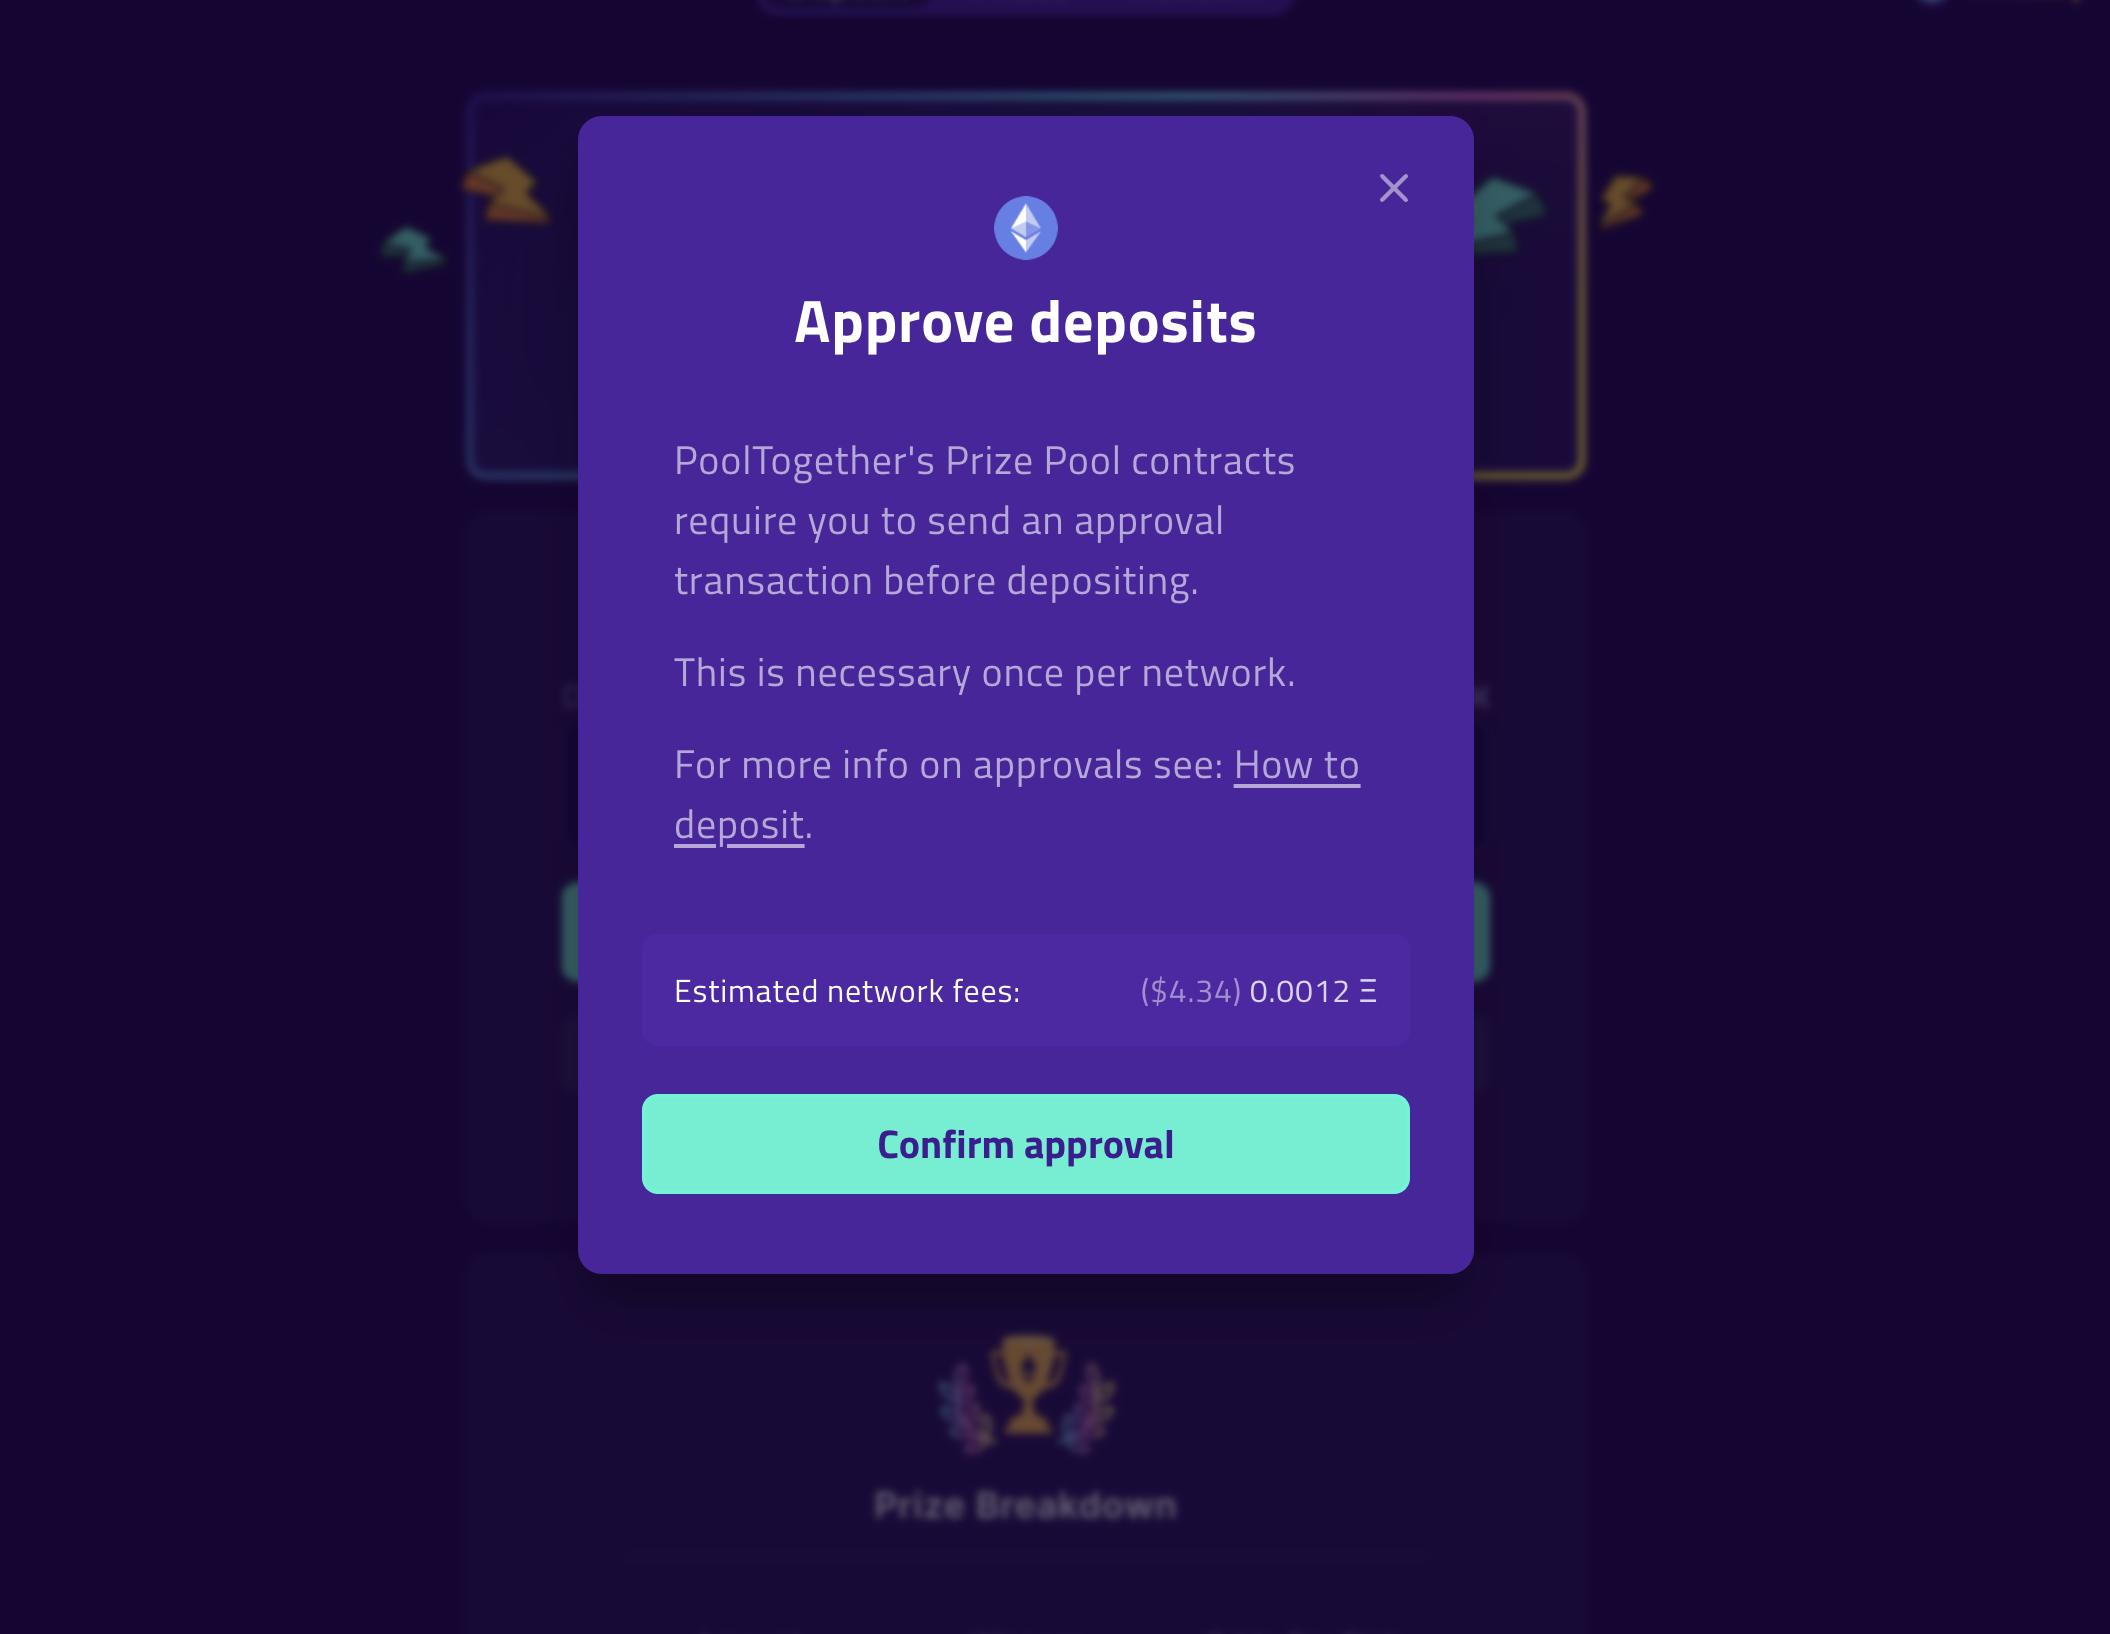 Approve deposits
PoolTogether's Prize Pool contracts
require you to send an approval
transaction before depositing.
This is necessary once per network.
For more info on approvals see: How to
deposit.
Estimated network fees: ($4.34) 0.0012 Ξ
Confirm approval
Prize Breakdown